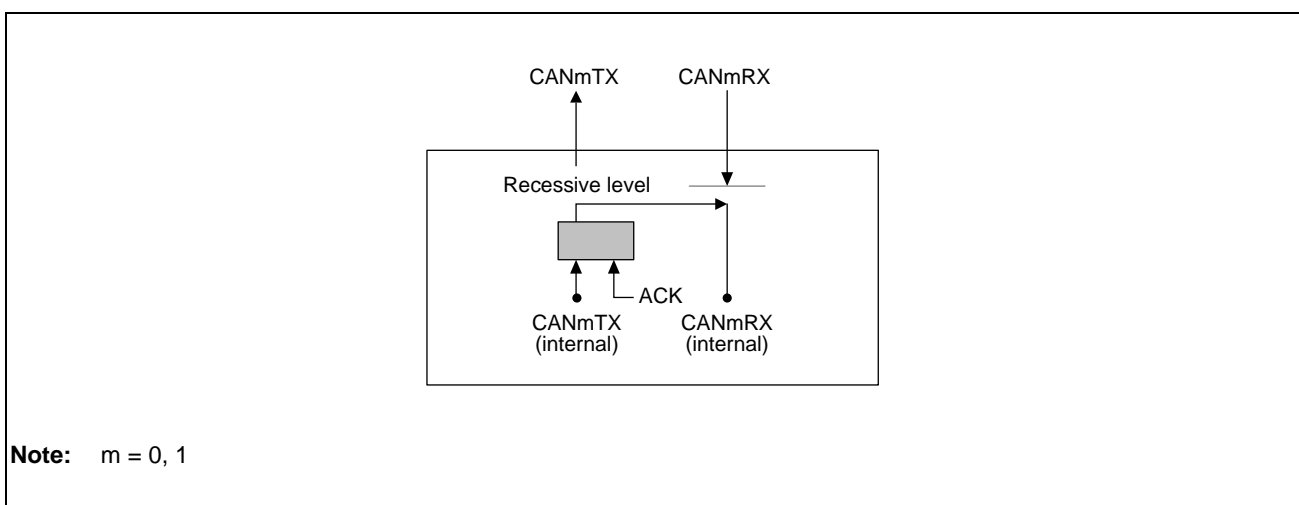 CANmTX CANmRX
Recessive level
ACK
CANmTX
(internal)
CANmRX
(internal)
Note: m = 0, 1